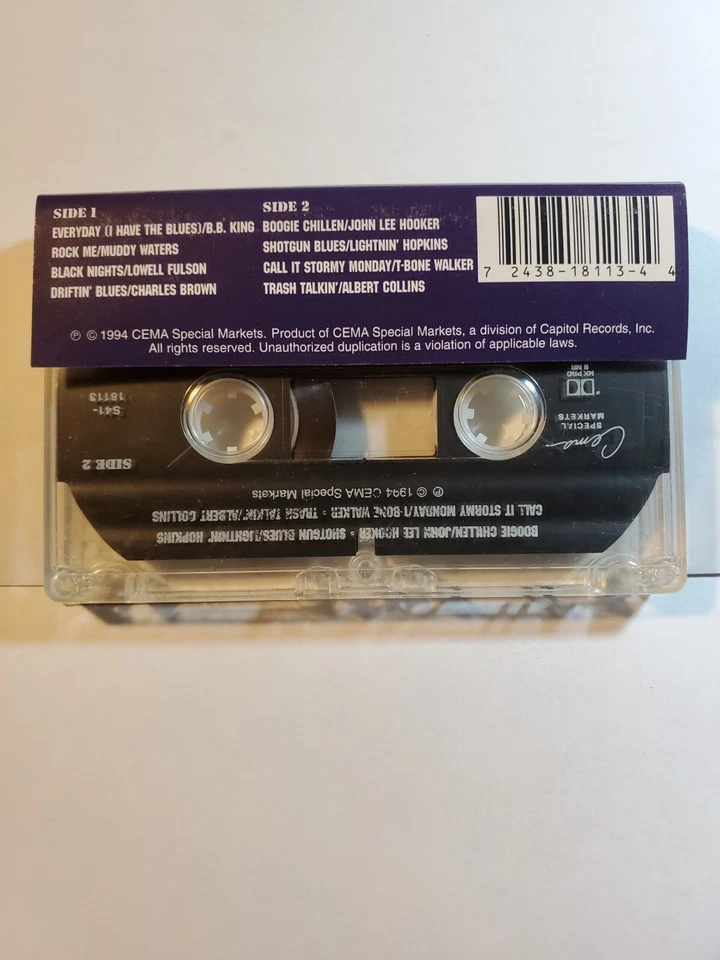 SIDE 1
EVERYDAY (I HAVE THE BLUES)/B.B. KING
ROCK ME/MUDDY WATERS
BLACK NIGHTS/LOWELL FULSON
DRIFTIN' BLUES/CHARLES BROWN
SIDE 2
BOOGIE CHILLEN/JOHN LEE HOOKER
SHOTGUN BLUES/LIGHTNIN' HOPKINS
CALL IT STORMY MONDAY/T-BONE WALKER
TRASH TALKIN'/ALBERT COLLINS
7 2438-18113-4 4
℗ © 1994 CEMA Special Markets. Product of CEMA Special Markets, a division of Capitol Records, Inc.
All rights reserved. Unauthorized duplication is a violation of applicable laws.
S41-
18113
SIDE 2
HX PRO
B NR
Cema
SPECIAL
MARKETS
℗ © 1994 CEMA Special Markets
BOOGIE CHILLEN/JOHN LEE HOOKER • SHOTGUN BLUES/LIGHTNIN' HOPKINS
CALL IT STORMY MONDAY/T-BONE WALKER • TRASH TALKIN'/ALBERT COLLINS